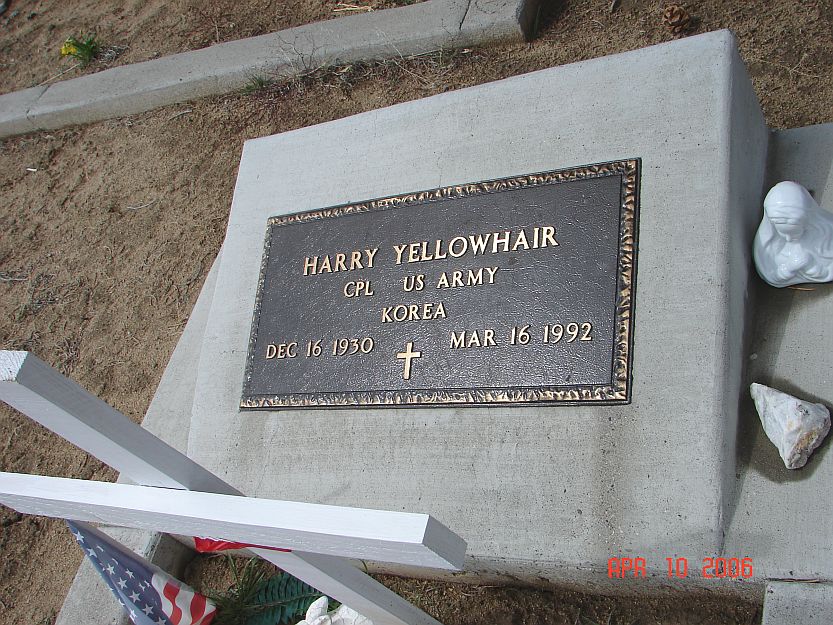 HARRY YELLOWHAIR
CPL US ARMY
KOREA
DEC 16 1930 MAR 16 1992
APR 10 2006